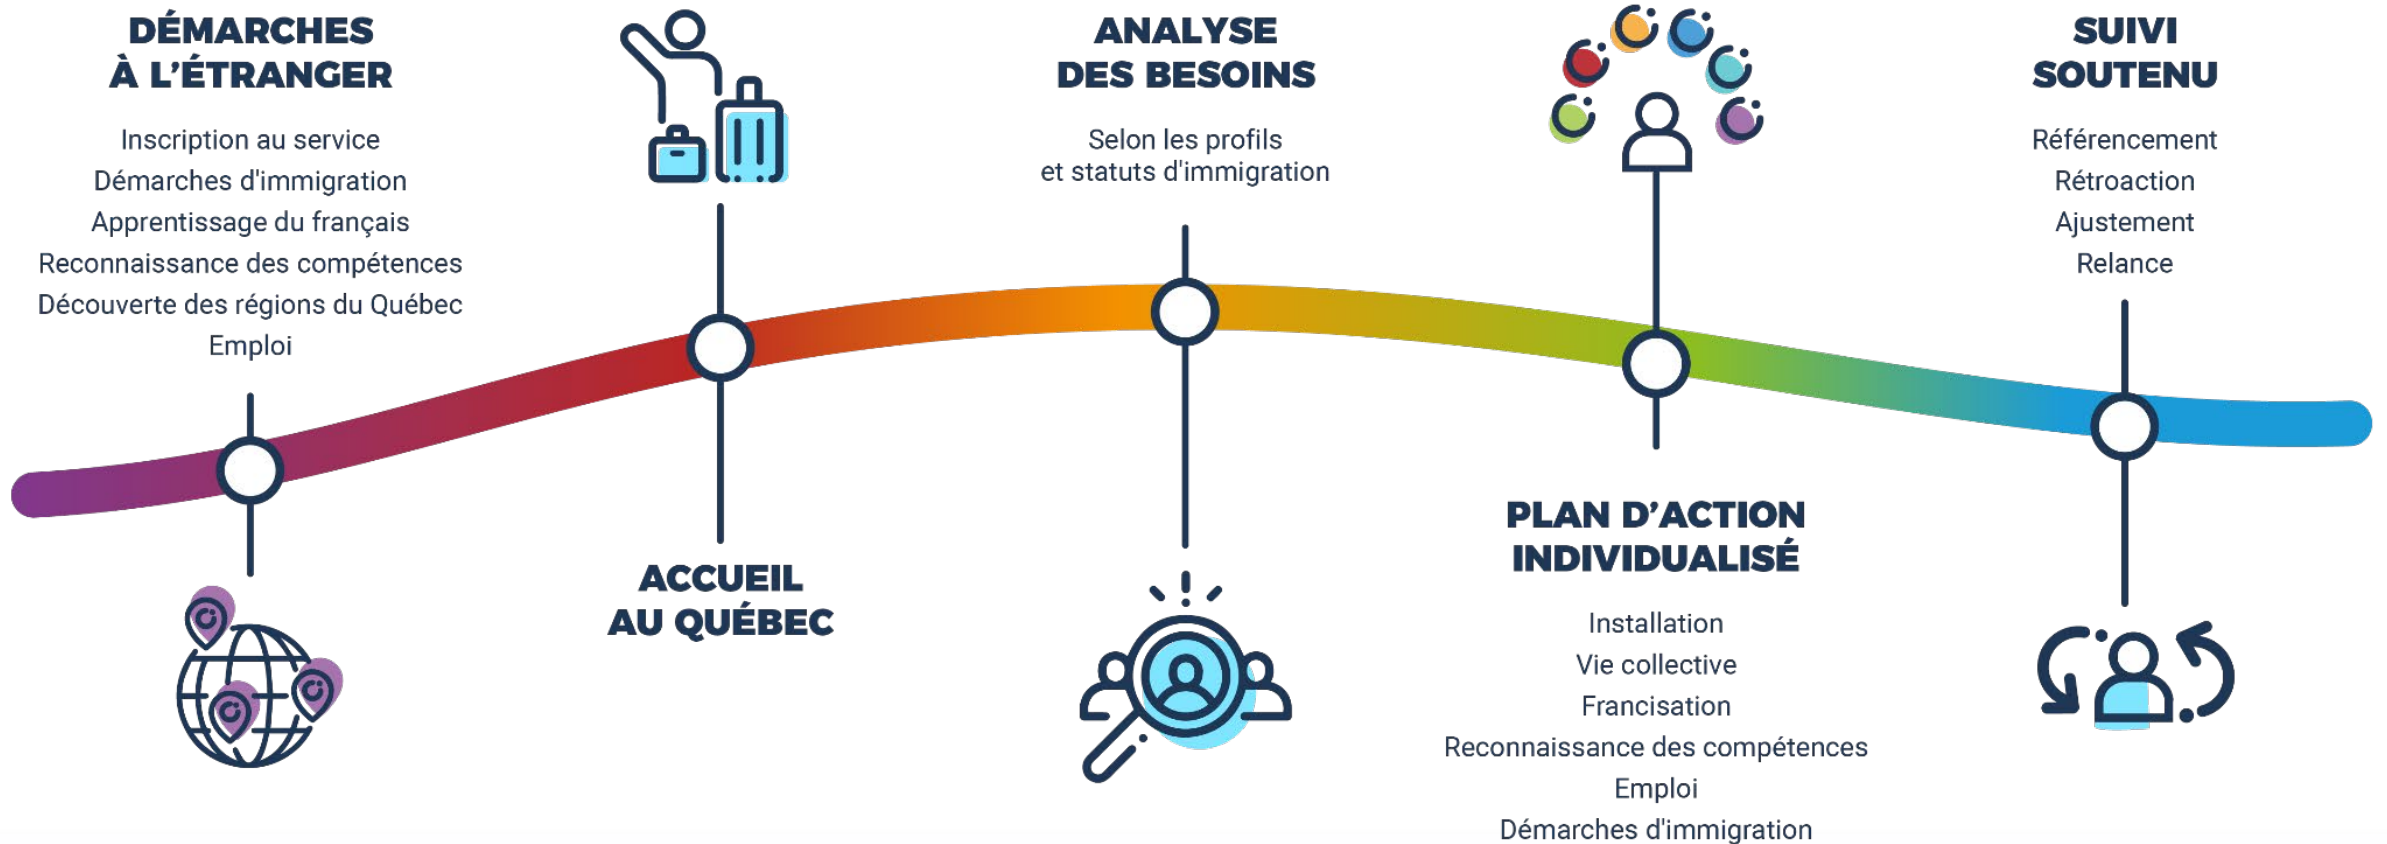 DÉMARCHES
À L’ÉTRANGER
Inscription au service
Démarches d'immigration
Apprentissage du français
Reconnaissance des compétences
Découverte des régions du Québec
Emploi
ACCUEIL
AU QUÉBEC
ANALYSE
DES BESOINS
Selon les profils
et statuts d'immigration
PLAN D’ACTION
INDIVIDUALISÉ
Installation
Vie collective
Francisation
Reconnaissance des compétences
Emploi
Démarches d'immigration
SUIVI
SOUTENU
Référencement
Rétroaction
Ajustement
Relance